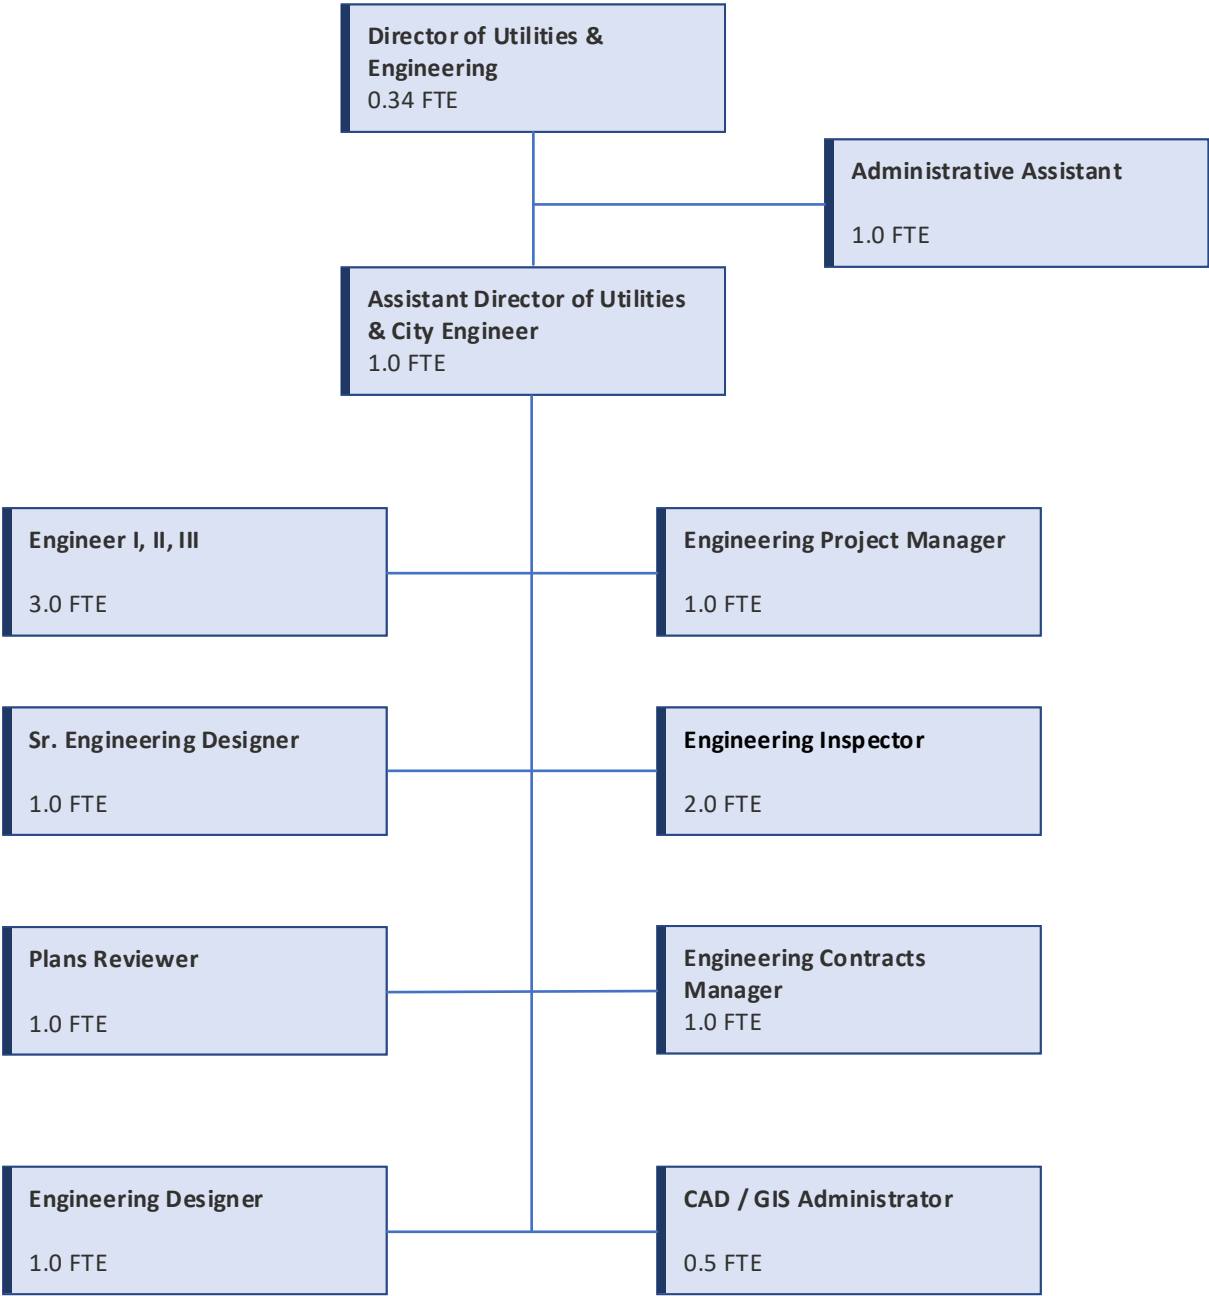 Director of Utilities &
Engineering
0.34 FTE
Administrative Assistant
1.0 FTE
Assistant Director of Utilities
& City Engineer
1.0 FTE
Engineer I, II, III
3.0 FTE
Engineering Project Manager
1.0 FTE
Sr. Engineering Designer
1.0 FTE
Engineering Inspector
2.0 FTE
Plans Reviewer
1.0 FTE
Engineering Contracts
Manager
1.0 FTE
Engineering Designer
1.0 FTE
CAD / GIS Administrator
0.5 FTE